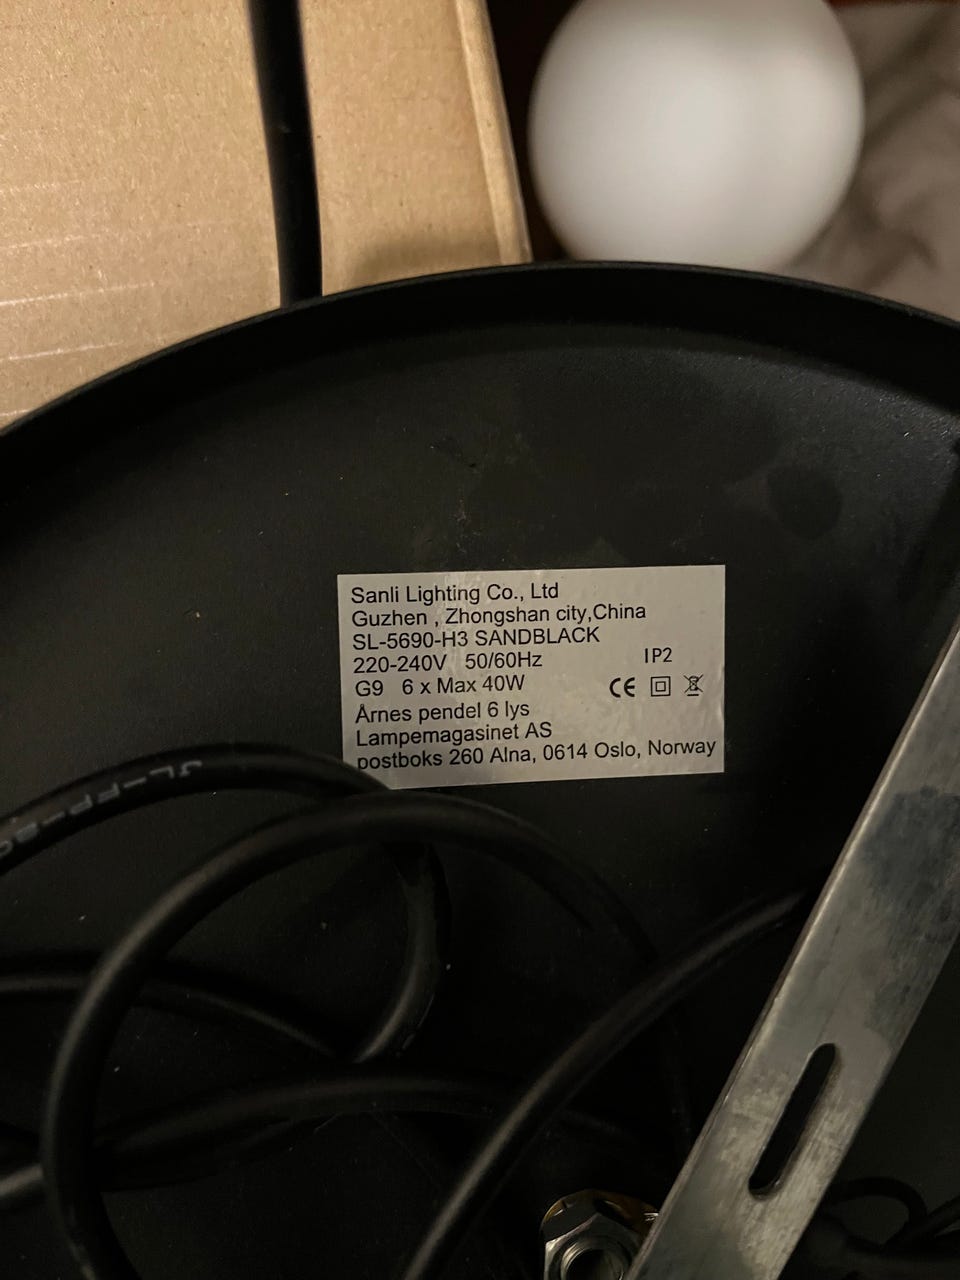 Sanli Lighting Co., Ltd
Guzhen , Zhongshan city,China
SL-5690-H3 SANDBLACK
220-240V 50/60Hz
IP2
G9 6 x Max 40W
CE
Årnes pendel 6 lys
Lampemagasinet AS
postboks 260 Alna, 0614 Oslo, Norway